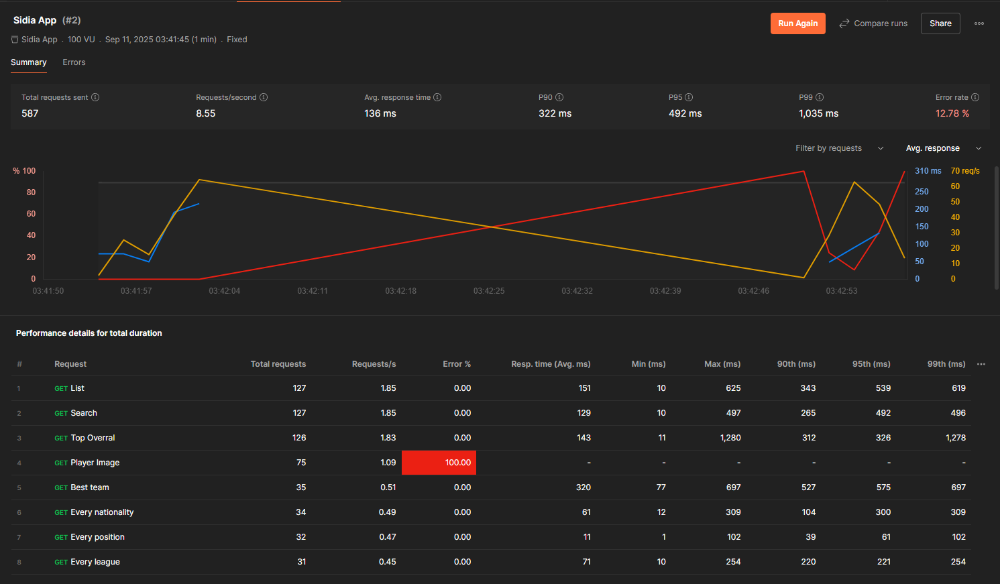 Sidia App (#2)
Run Again
Compare runs
Share
Sidia App . 100 VU . Sep 11, 2025 03:41:45 (1 min) . Fixed
Summary Errors
Total requests sent Requests/second Avg. response time P90 P95 P99 Error rate
587 8.55 136 ms 322 ms 492 ms 1,035 ms 12.78 %
Filter by requests Avg. response
% 100 310 ms 70 req/s
80 250 60
60 200 50
40 150 40
20 100 30
0 50 20
0 10
0
03:41:50 03:41:57 03:42:04 03:42:11 03:42:18 03:42:25 03:42:32 03:42:39 03:42:46 03:42:53
Performance details for total duration
# Request Total requests Requests/s Error % Resp. time (Avg. ms) Min (ms) Max (ms) 90th (ms) 95th (ms) 99th (ms)
1 GET List 127 1.85 0.00 151 10 625 343 539 619
2 GET Search 127 1.85 0.00 129 10 497 265 492 496
3 GET Top Overral 126 1.83 0.00 143 11 1,280 312 326 1,278
4 GET Player Image 75 1.09 100.00 - - - - - -
5 GET Best team 35 0.51 0.00 320 77 697 527 575 697
6 GET Every nationality 34 0.49 0.00 61 12 309 104 300 309
7 GET Every position 32 0.47 0.00 11 1 102 39 61 102
8 GET Every league 31 0.45 0.00 71 10 254 220 221 254